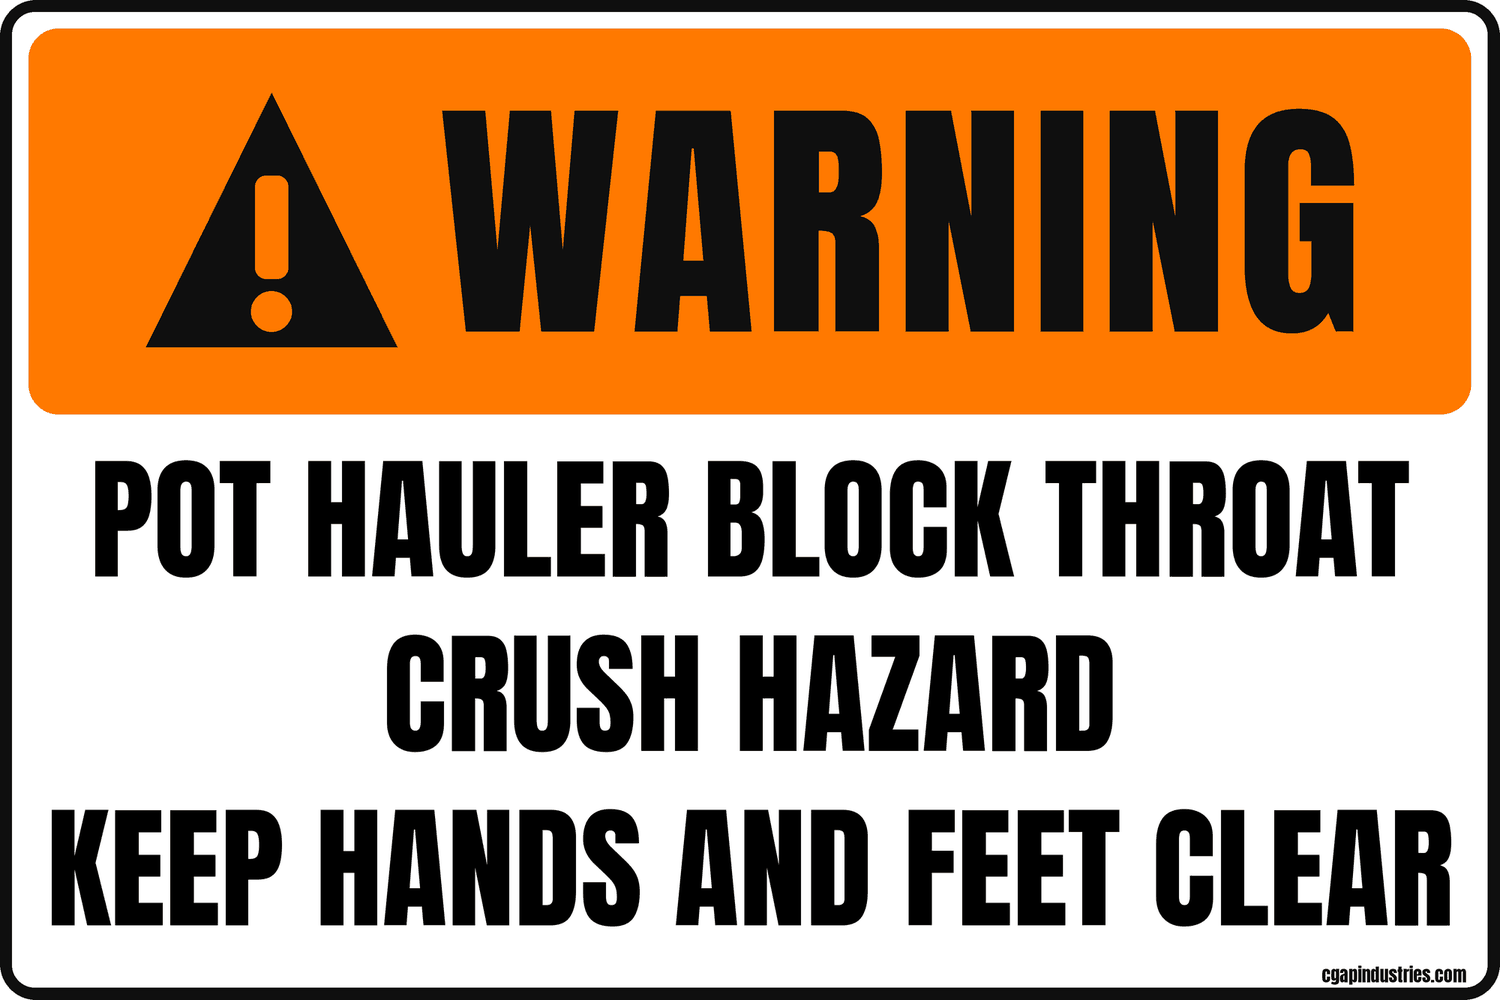 WARNING
POT HAULER BLOCK THROAT
CRUSH HAZARD
KEEP HANDS AND FEET CLEAR
cgapindustries.com